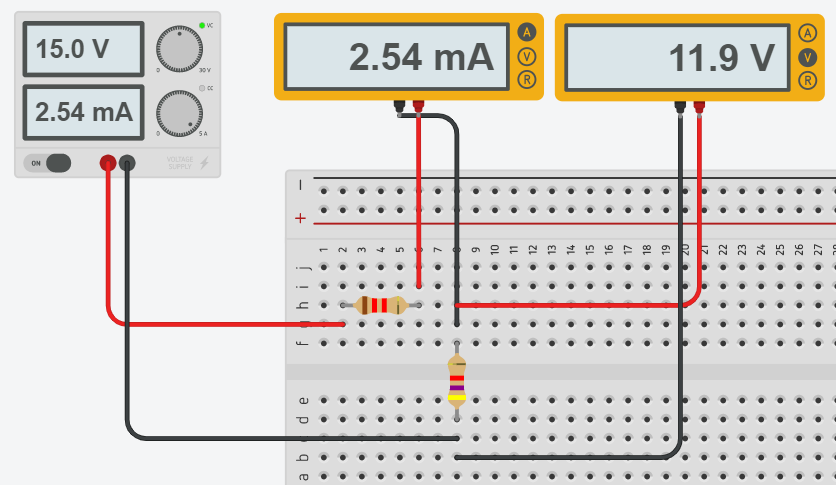 15.0 V
VC
0 30 V
2.54 mA
CC
0 5 A
ON
VOLTAGE
SUPPLY
2.54 mA
A
V
R
11.9 V
A
V
R
−
+
1 2 3 4 5 6 7 8 9 10 11 12 13 14 15 16 17 18 19 20 21 22 23 24 25 26 27
j
i
h
g
f
e
d
c
b
a